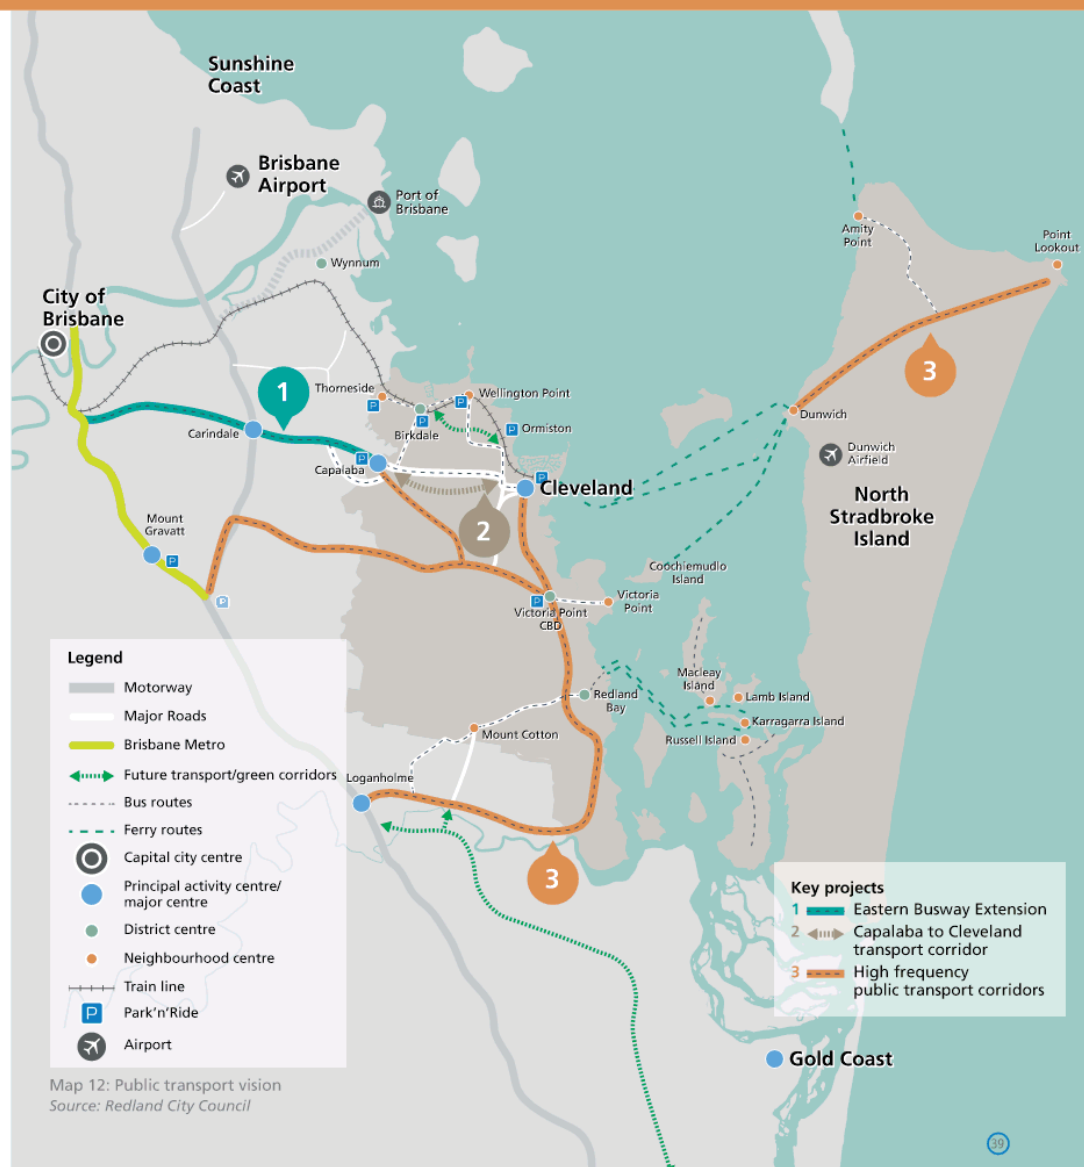 Sunshine
Coast
Brisbane
Airport
Port of
Brisbane
Wynnum
Amity
Point
Point
Lookout
City of
Brisbane
3
1
Thorneside
P
P
Wellington Point
Dunwich
P
Birkdale
P
Ormiston
Carindale
Dunwich
Airfield
Capalaba
P
P
Cleveland
North
Stradbroke
Island
2
Mount
Gravatt
P
Coochiemudlo
Island
P
P
Victoria Point
CBD
Victoria
Point
Macleay
Island
Lamb Island
Redland
Bay
Karragarra Island
Russell Island
Mount Cotton
Loganholme
3
Legend
Motorway
Major Roads
Brisbane Metro
Future transport/green corridors
Bus routes
Ferry routes
Capital city centre
Principal activity centre/
major centre
District centre
Neighbourhood centre
Train line
P Park'n'Ride
Airport
Key projects
1 Eastern Busway Extension
2 Capalaba to Cleveland
transport corridor
3 High frequency
public transport corridors
Gold Coast
Map 12: Public transport vision
Source: Redland City Council
39